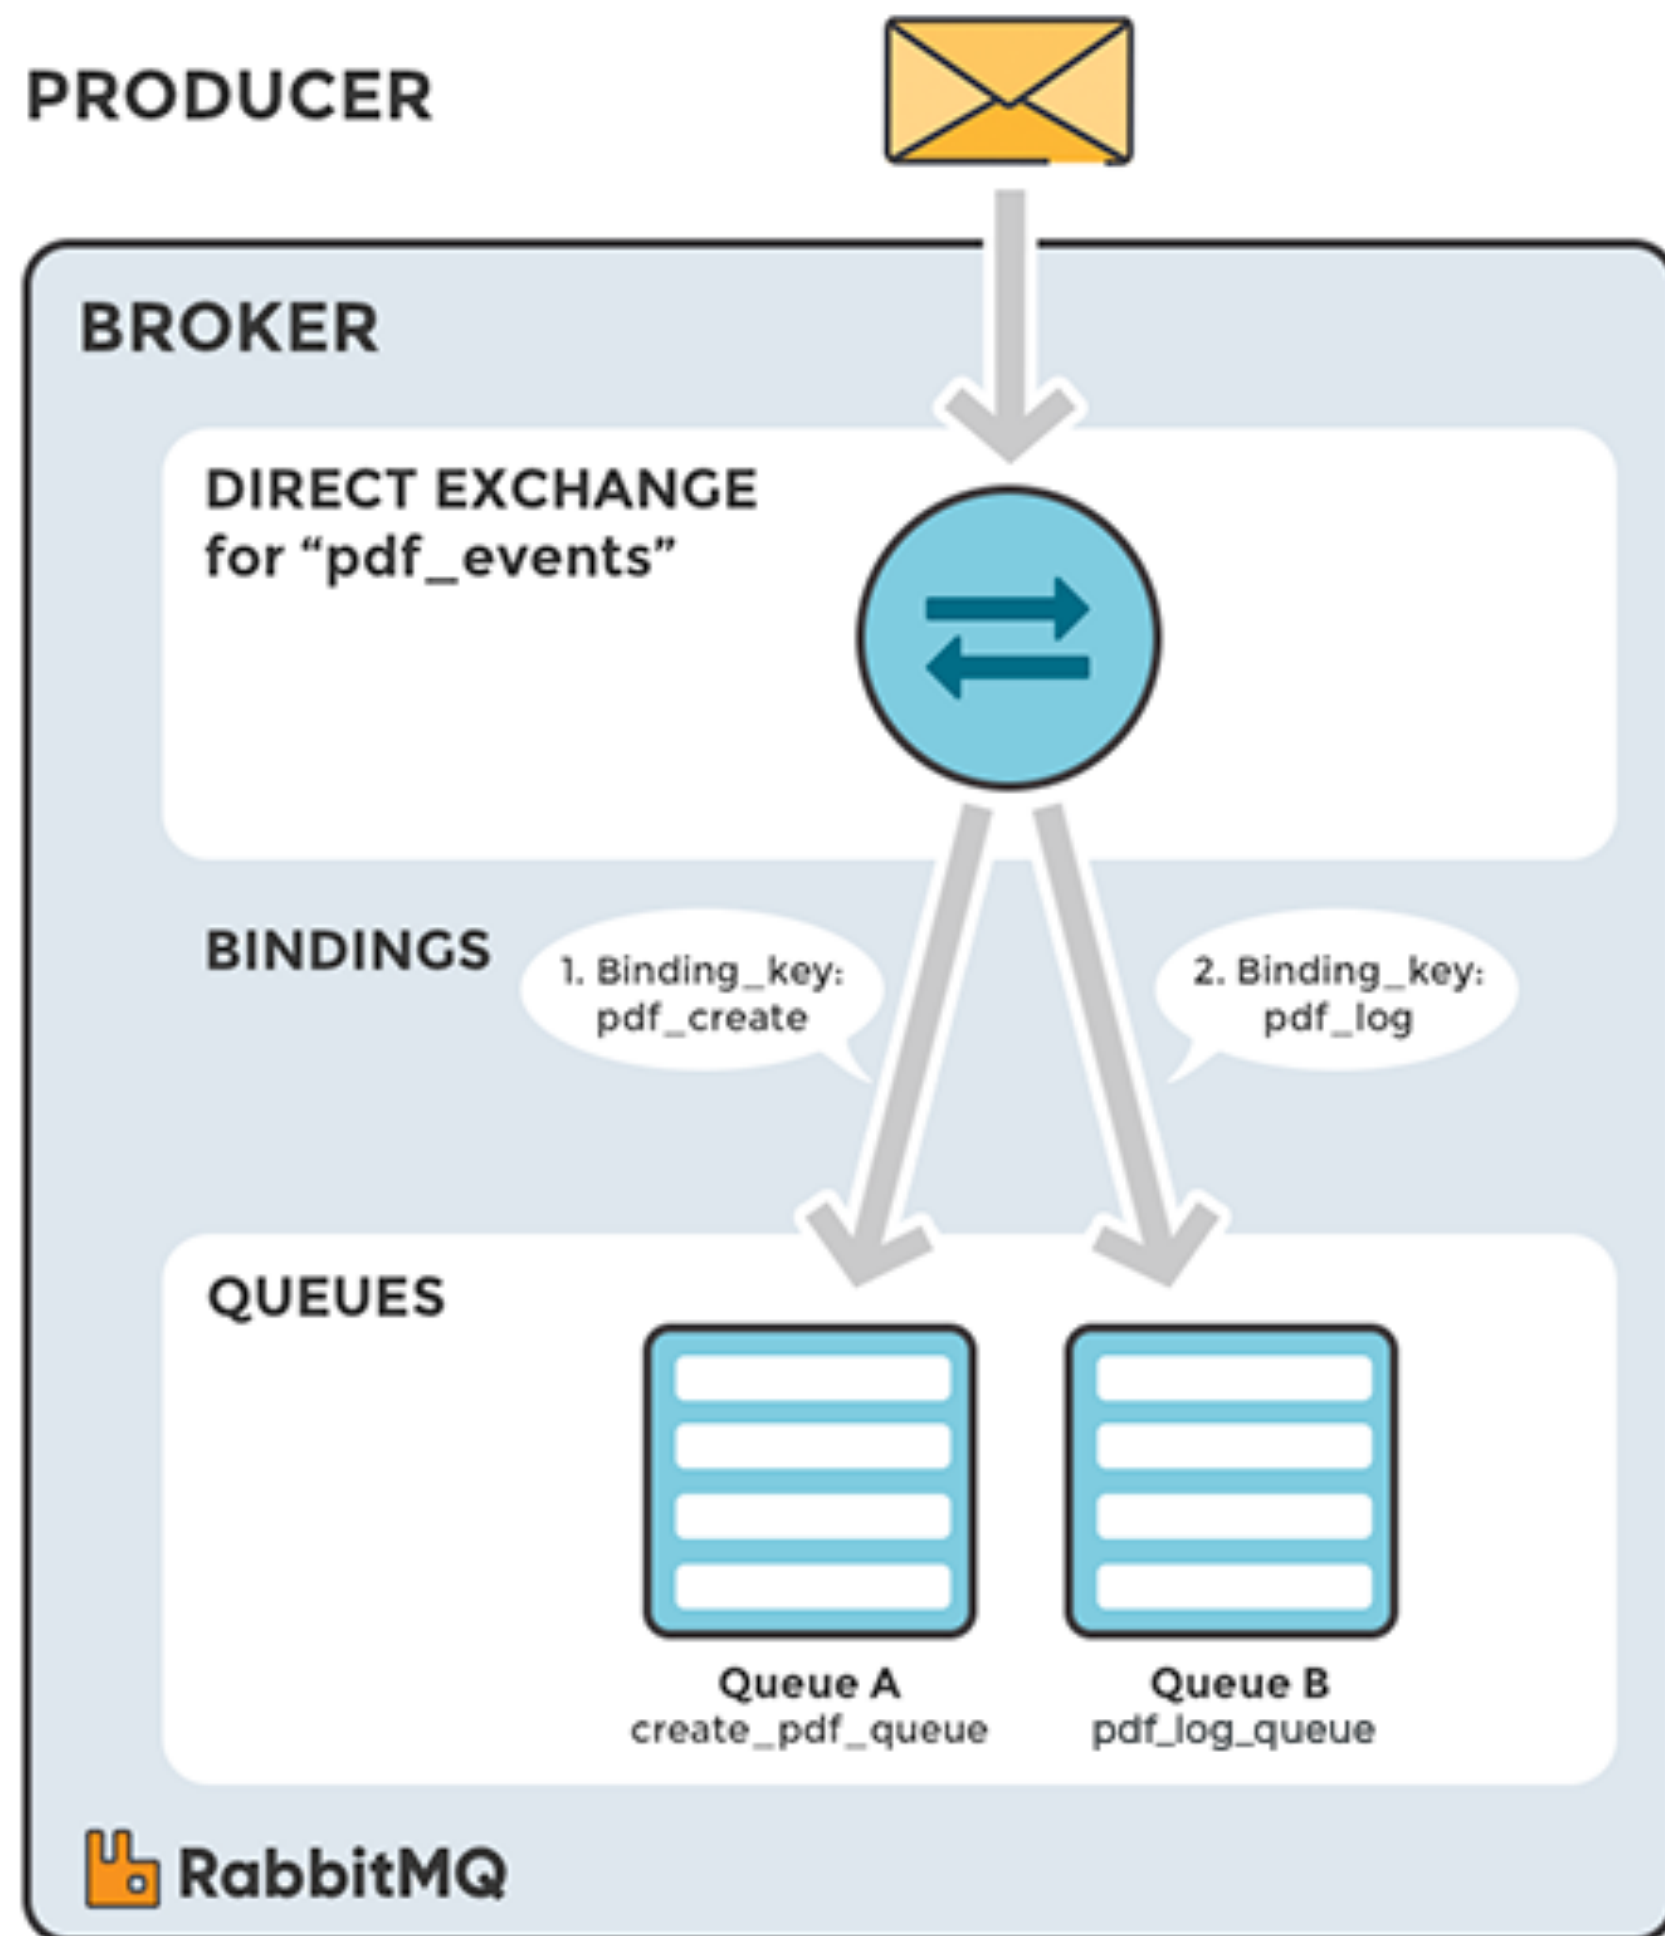 PRODUCER
BROKER
DIRECT EXCHANGE
for “pdf_events”
BINDINGS
1. Binding_key:
pdf_create
2. Binding_key:
pdf_log
QUEUES
Queue A
create_pdf_queue
Queue B
pdf_log_queue
RabbitMQ